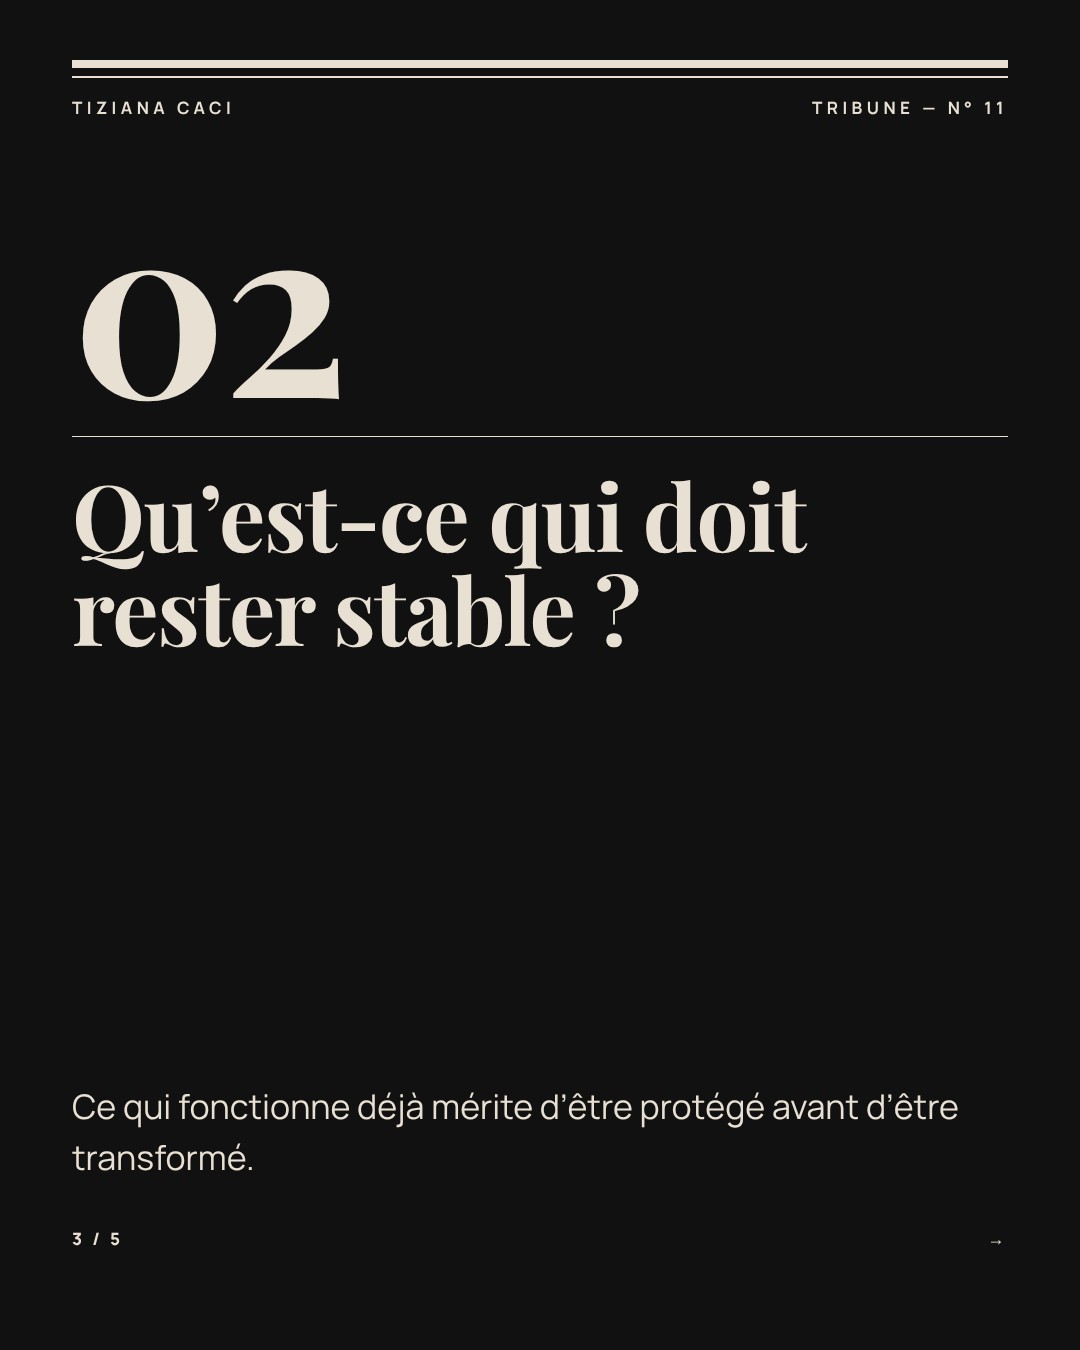 TIZIANA CACI
TRIBUNE — N° 11
02
Qu’est-ce qui doit
rester stable ?
Ce qui fonctionne déjà mérite d’être protégé avant d’être
transformé.
3 / 5
→